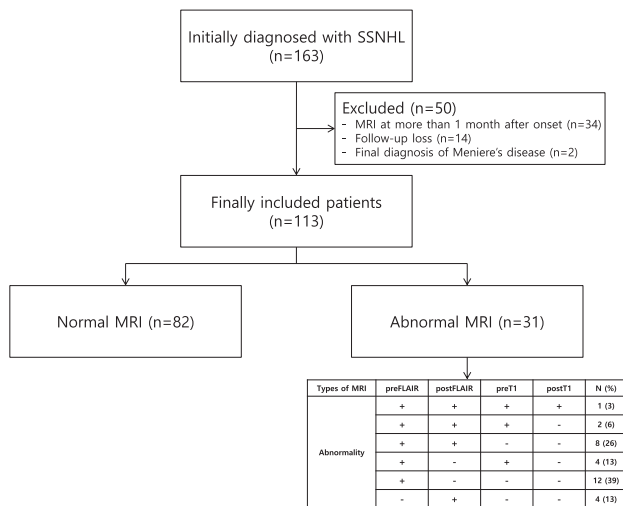 Initially diagnosed with SSNHL
(n=163)
Excluded (n=50)
- MRI at more than 1 month after onset (n=34)
- Follow-up loss (n=14)
- Final diagnosis of Meniere's disease (n=2)
Finally included patients
(n=113)
Normal MRI (n=82)
Abnormal MRI (n=31)
Types of MRI preFLAIR postFLAIR preT1 postT1 N (%)
+ + + + 1 (3)
+ + + - 2 (6)
+ + - - 8 (26)
Abnormality
+ - + - 4 (13)
+ - - - 12 (39)
- + - - 4 (13)